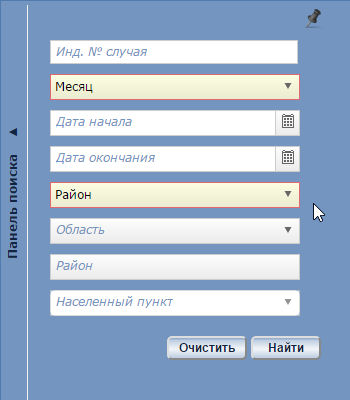 Панель поиска ▲
Инд. № случая
Месяц
Дата начала
Дата окончания
Район
Область
Район
Населенный пункт
Очистить Найти